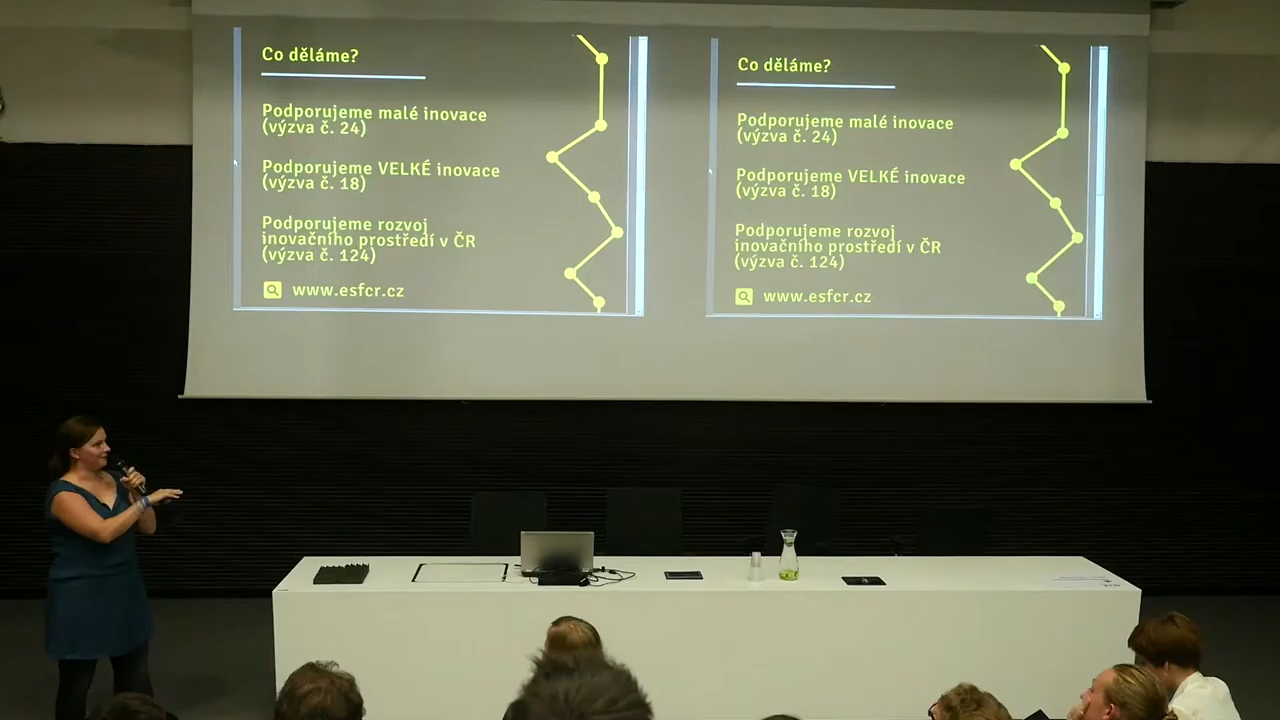 Co děláme?
Podporujeme malé inovace
(výzva č. 24)
Podporujeme VELKÉ inovace
(výzva č. 18)
Podporujeme rozvoj
inovačního prostředí v ČR
(výzva č. 124)
www.esfcr.cz
Co děláme?
Podporujeme malé inovace
(výzva č. 24)
Podporujeme VELKÉ inovace
(výzva č. 18)
Podporujeme rozvoj
inovačního prostředí v ČR
(výzva č. 124)
www.esfcr.cz